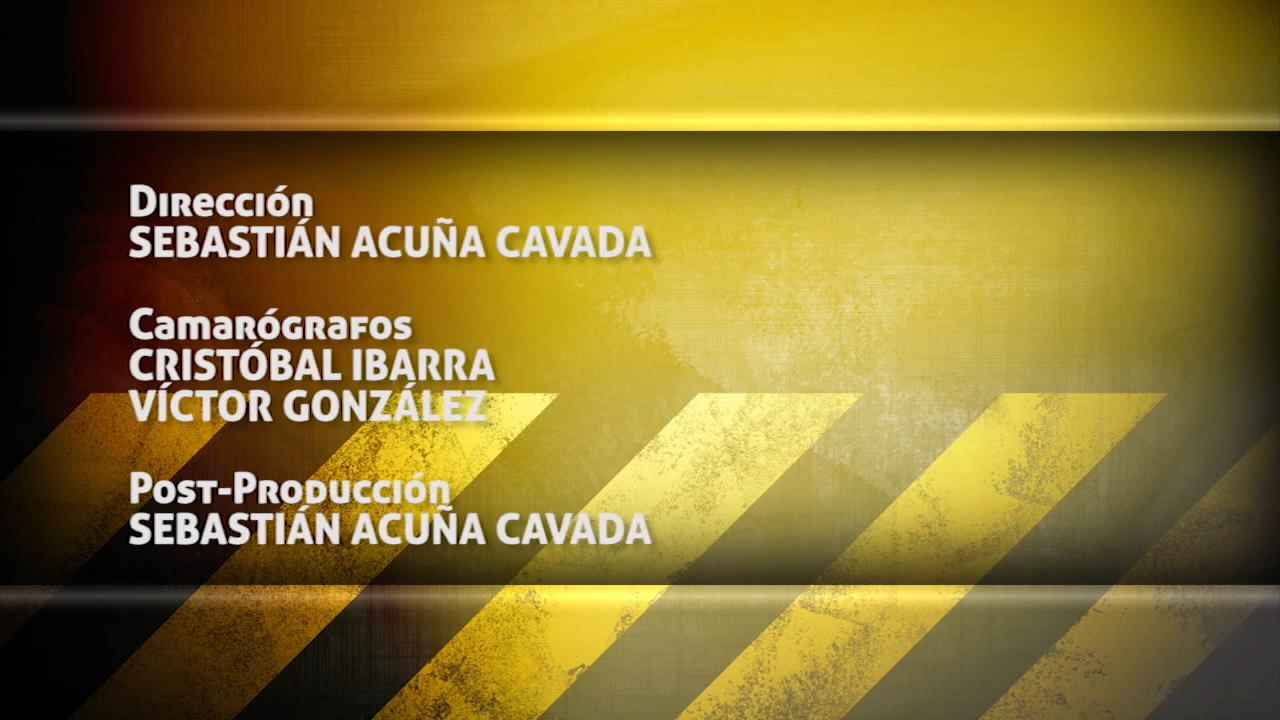 Dirección
SEBASTIÁN ACUÑA CAVADA
Camarógrafos
CRISTÓBAL IBARRA
VÍCTOR GONZÁLEZ
Post-Producción
SEBASTIÁN ACUÑA CAVADA